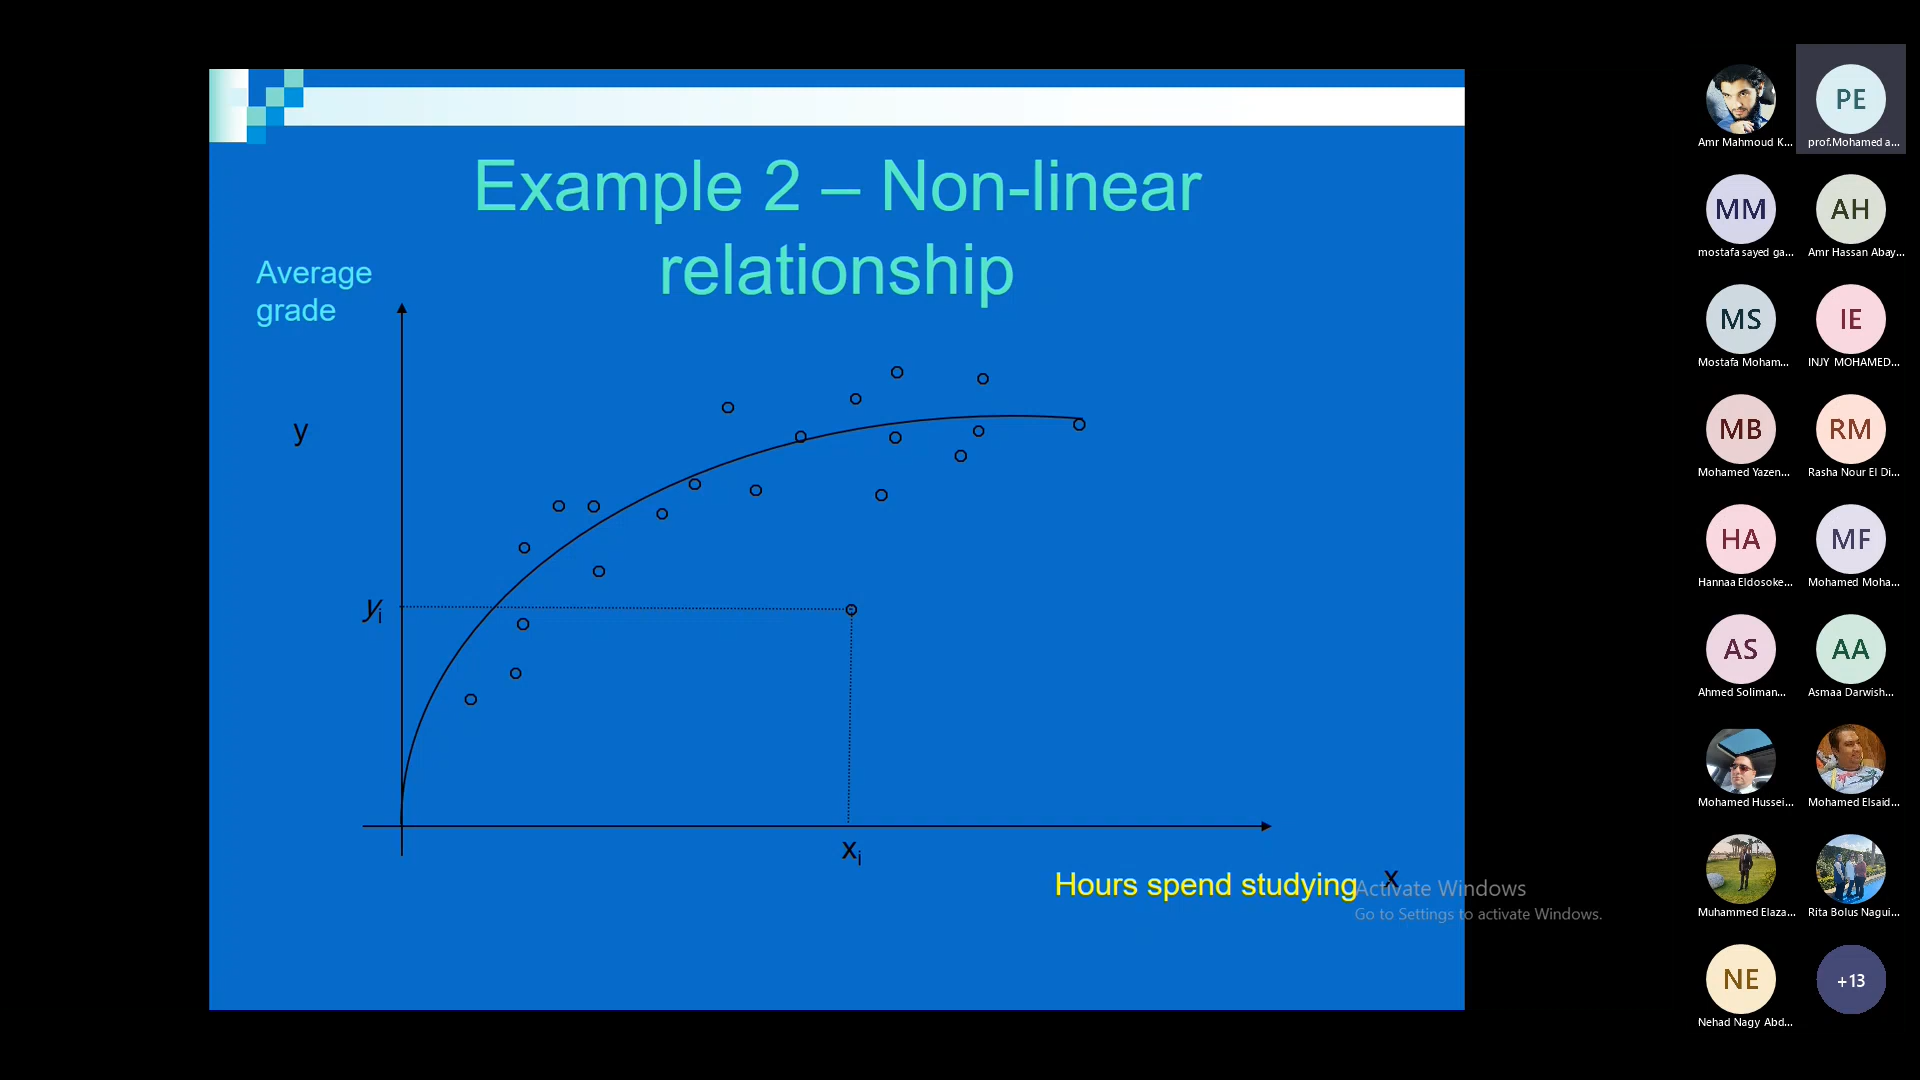 Example 2 – Non-linear
relationship
Average
grade
y
yi
xi
Hours spend studying
x
Activate Windows
Go to Settings to activate Windows.
PE
Amr Mahmoud K...
prof.Mohamed a...
MM
AH
mostafa sayed ga...
Amr Hassan Abay...
MS
IE
Mostafa Moham...
INJY MOHAMED...
MB
RM
Mohamed Yazen...
Rasha Nour El Di...
HA
MF
Hannaa Eldosoke...
Mohamed Moha...
AS
AA
Ahmed Soliman...
Asmaa Darwish...
Mohamed Hussei...
Mohamed Elsaid...
Muhammed Elaza...
Rita Bolus Nagui...
NE
+13
Nehad Nagy Abd...